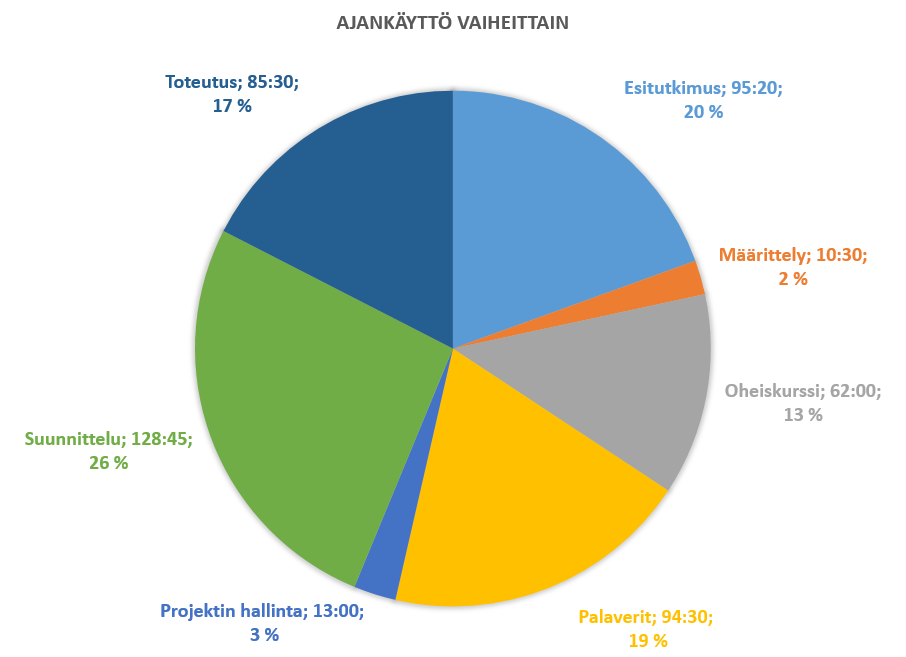 AJANKÄYTTÖ VAIHEITTAIN
Toteutus; 85:30;
17 %
Esitutkimus; 95:20;
20 %
Määrittely; 10:30;
2 %
Oheiskurssi; 62:00;
13 %
Suunnittelu; 128:45;
26 %
Projektin hallinta; 13:00;
3 %
Palaverit; 94:30;
19 %